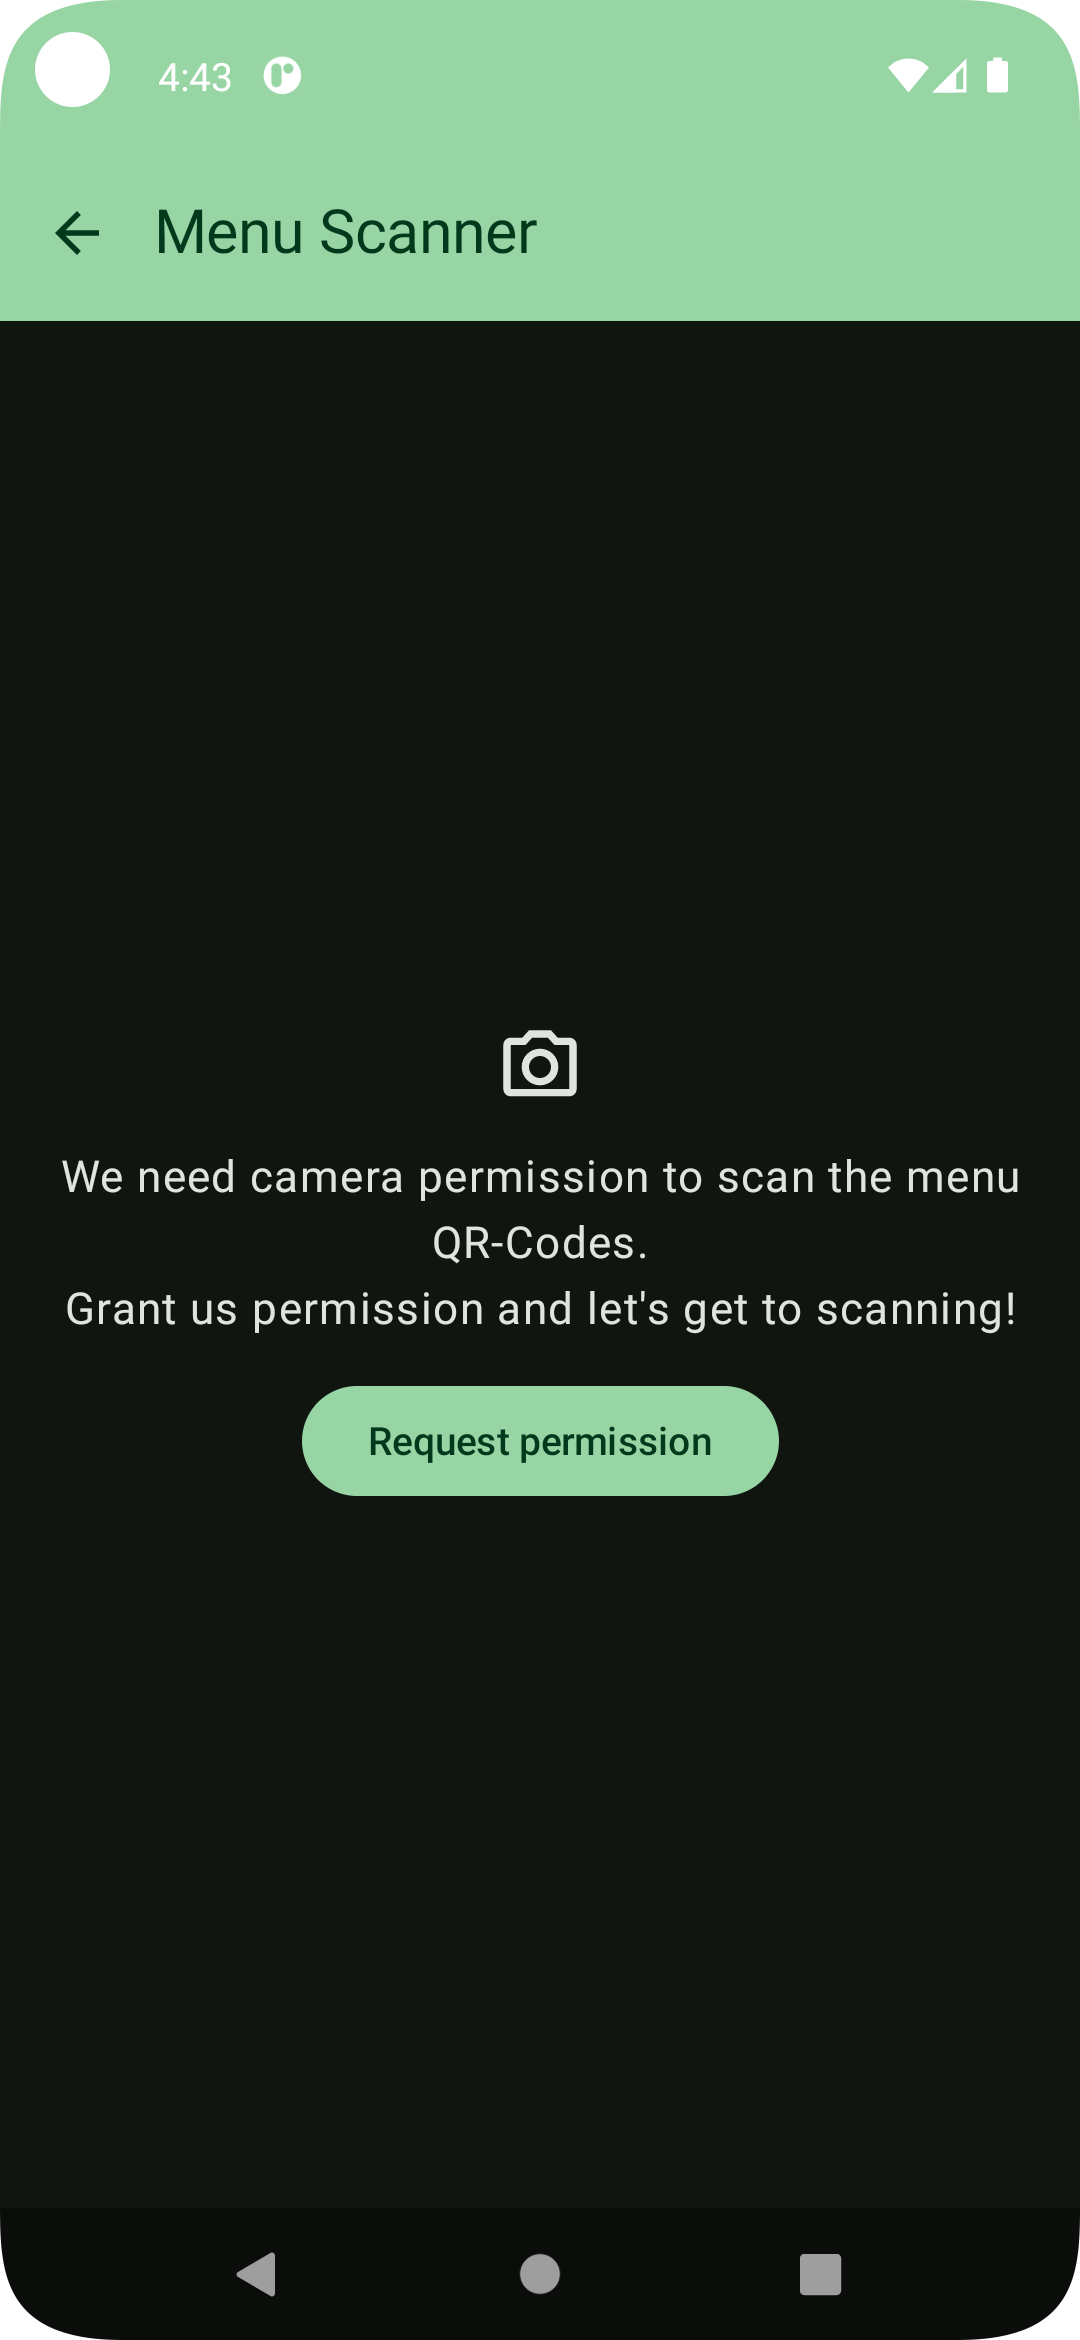 4:43
Menu Scanner
We need camera permission to scan the menu
QR-Codes.
Grant us permission and let's get to scanning!
Request permission